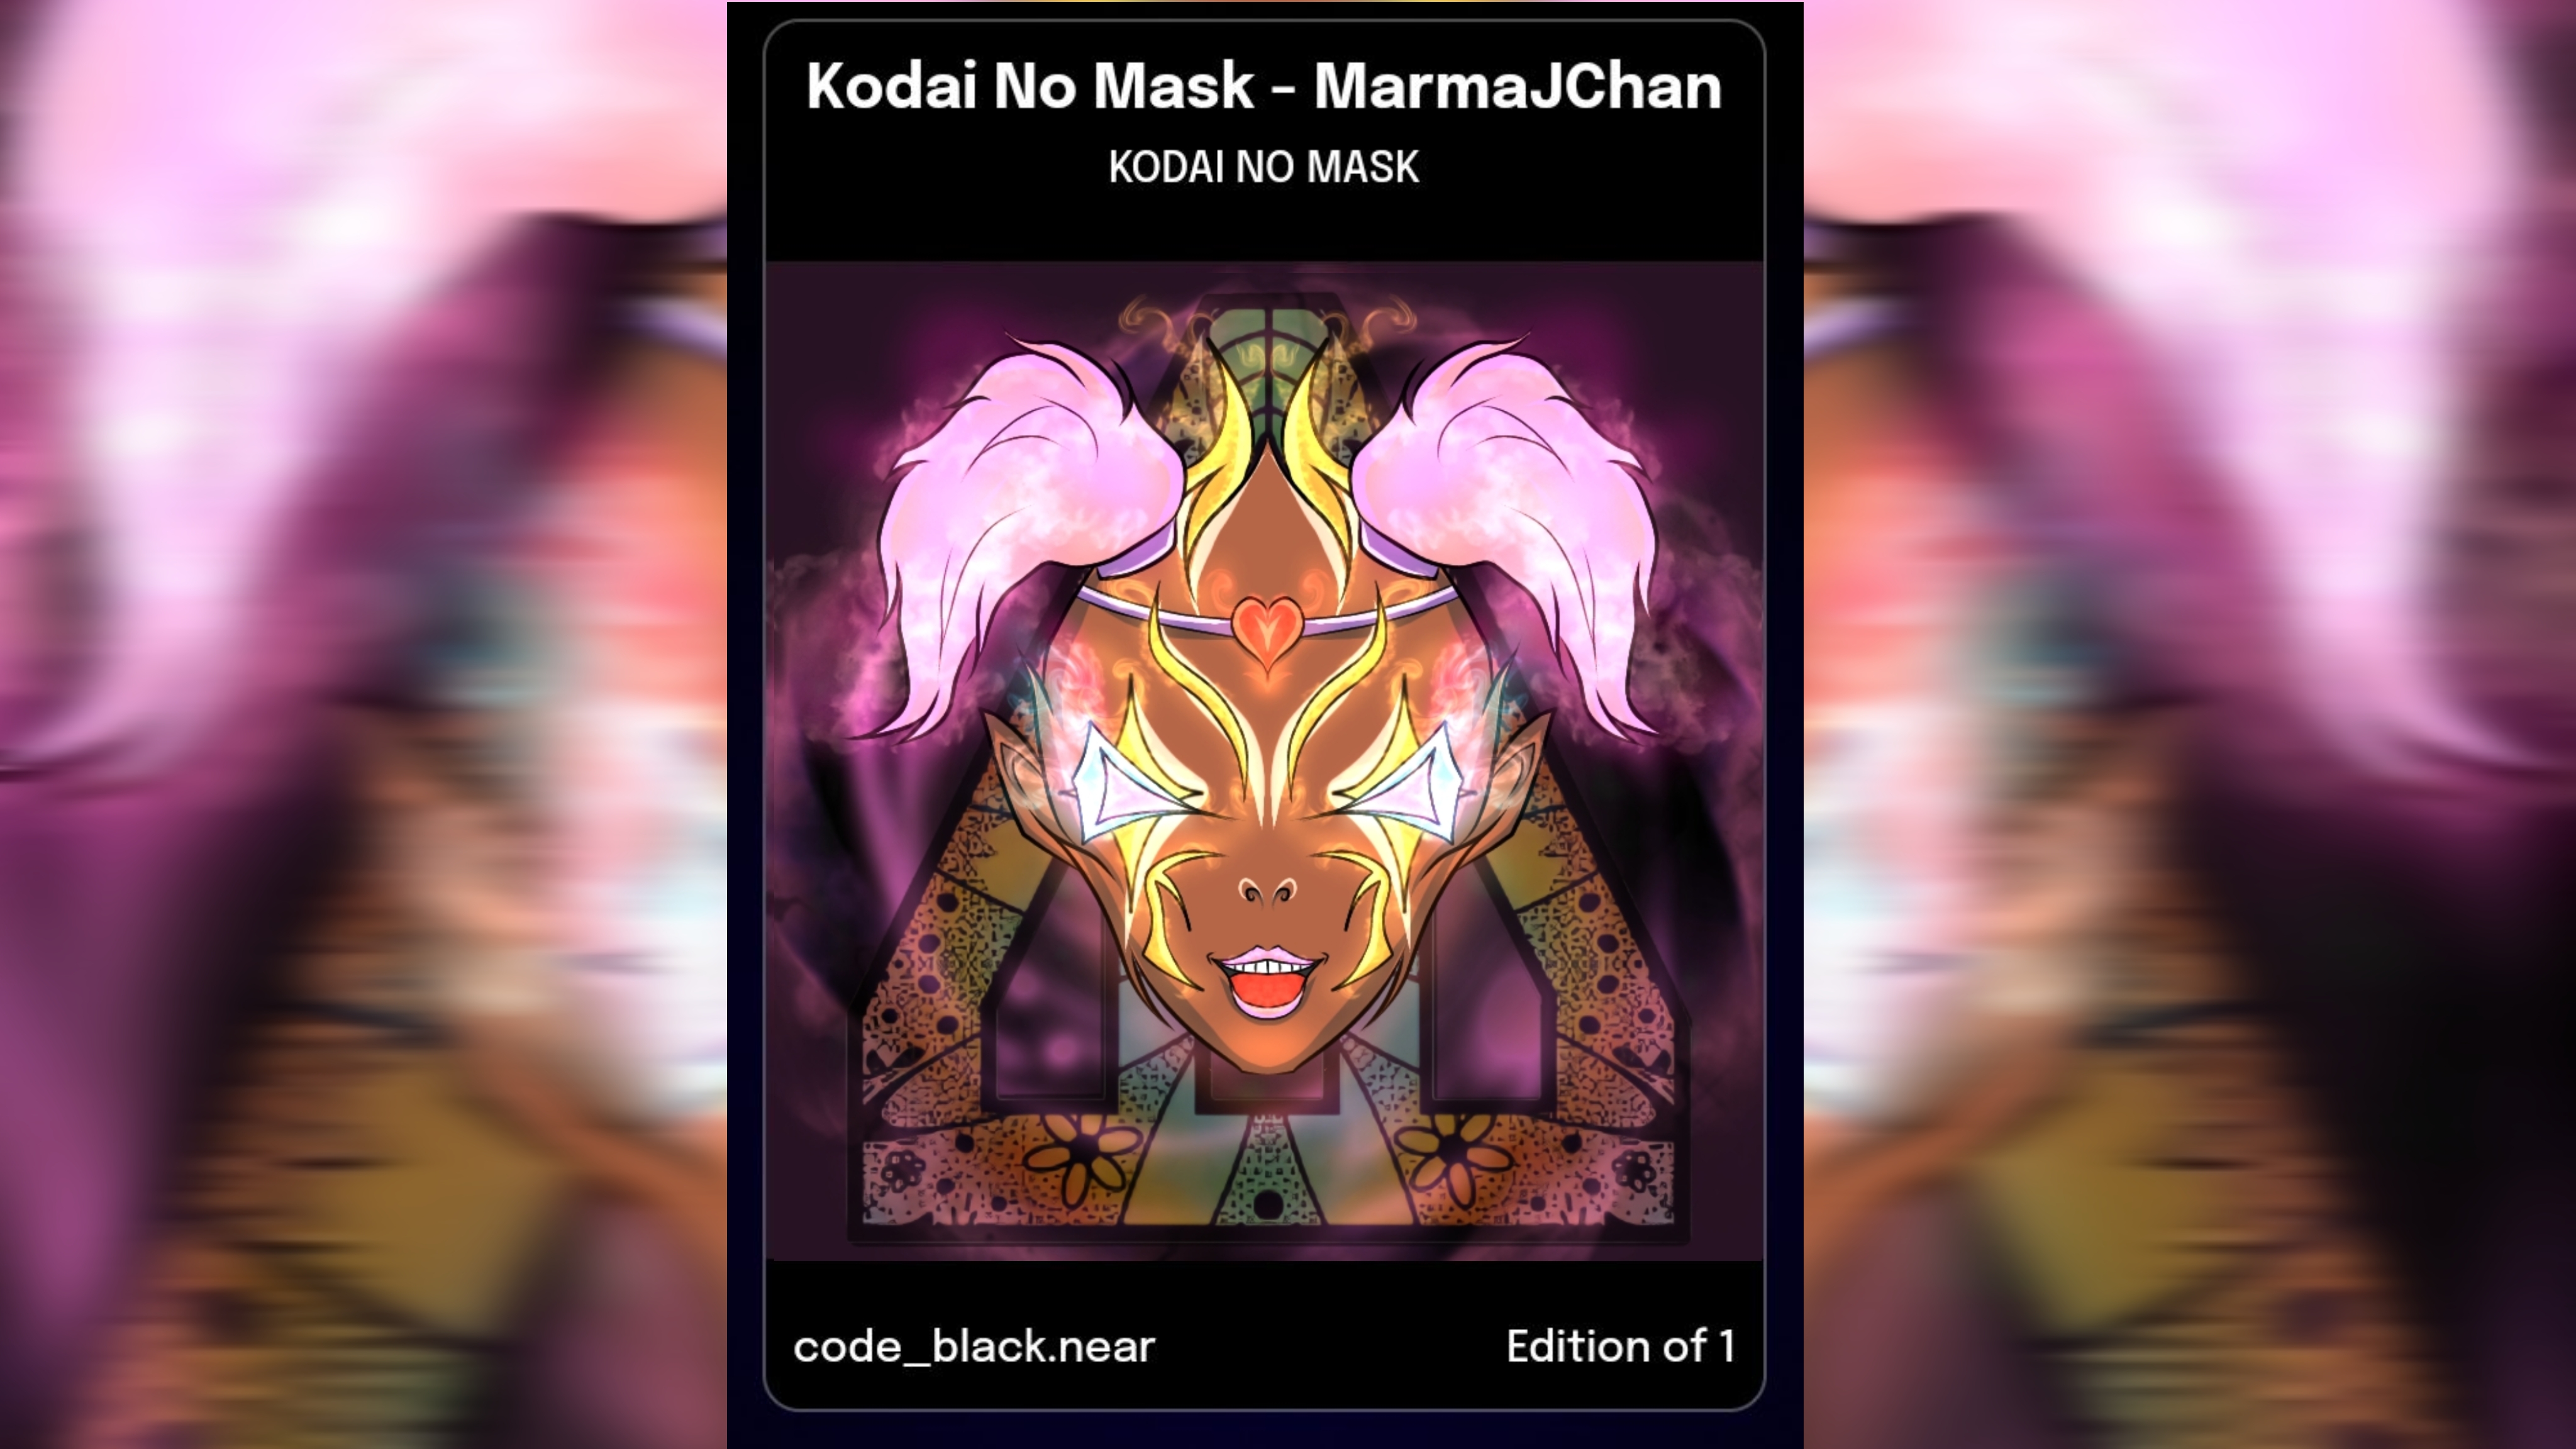 Kodai No Mask - MarmaJChan
KODAI NO MASK
code_black.near
Edition of 1